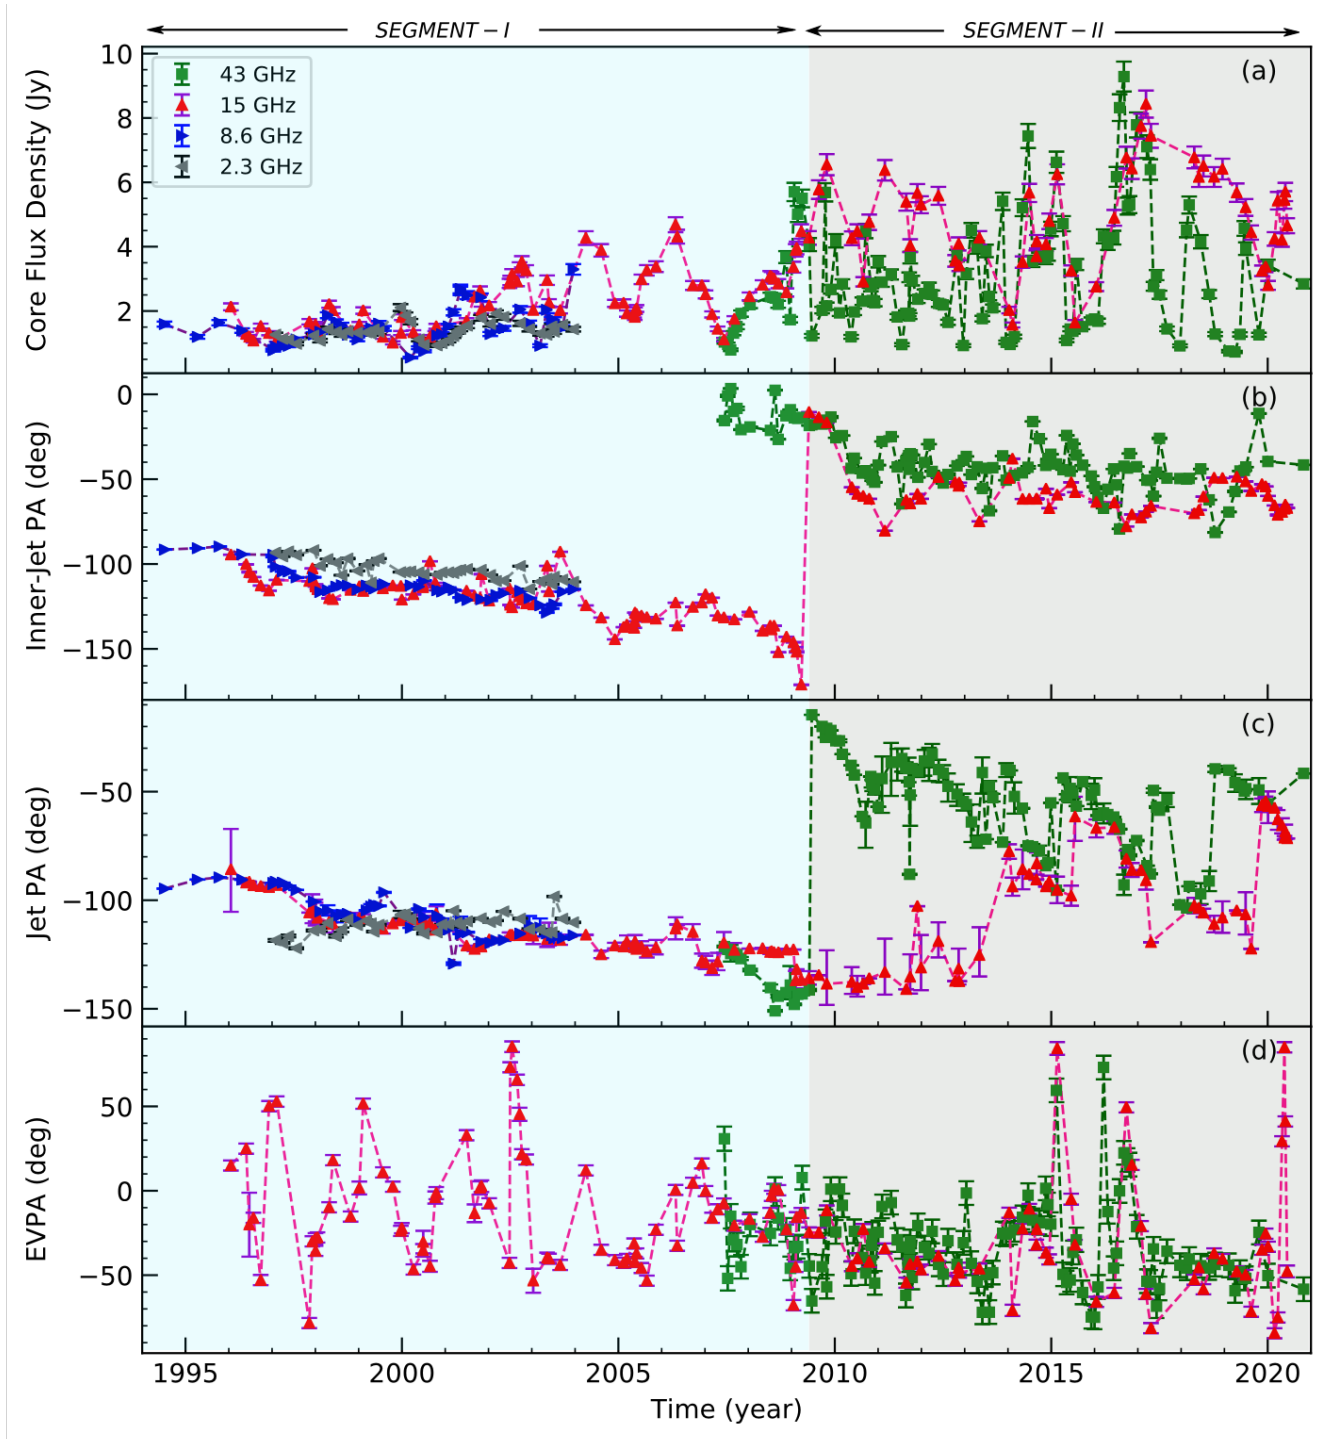 SEGMENT − I SEGMENT − II
Core Flux Density (Jy)
10
8
6
4
2
43 GHz
15 GHz
8.6 GHz
2.3 GHz
(a)
Inner-Jet PA (deg)
0
−50
−100
−150
(b)
Jet PA (deg)
−50
−100
−150
(c)
EVPA (deg)
50
0
−50
(d)
1995 2000 2005 2010 2015 2020
Time (year)